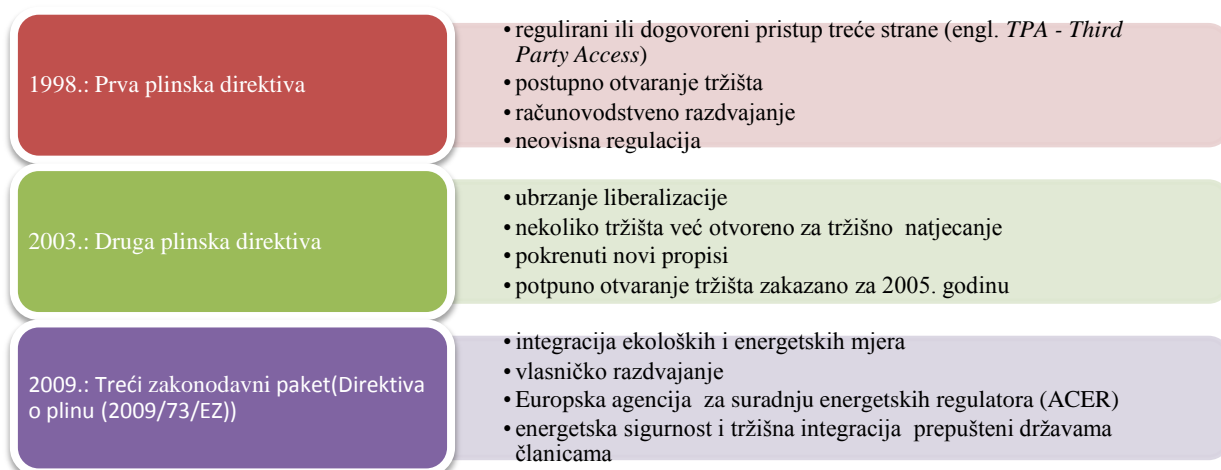 1998.: Prva plinska direktiva
• regulirani ili dogovoreni pristup treće strane (engl. TPA - Third
Party Access)
• postupno otvaranje tržišta
• računovodstveno razdvajanje
• neovisna regulacija
2003.: Druga plinska direktiva
• ubrzanje liberalizacije
• nekoliko tržišta već otvoreno za tržišno natjecanje
• pokrenuti novi propisi
• potpuno otvaranje tržišta zakazano za 2005. godinu
2009.: Treći zakonodavni paket(Direktiva
o plinu (2009/73/EZ))
• integracija ekoloških i energetskih mjera
• vlasničko razdvajanje
• Europska agencija za suradnju energetskih regulatora (ACER)
• energetska sigurnost i tržišna integracija prepušteni državama
članicama